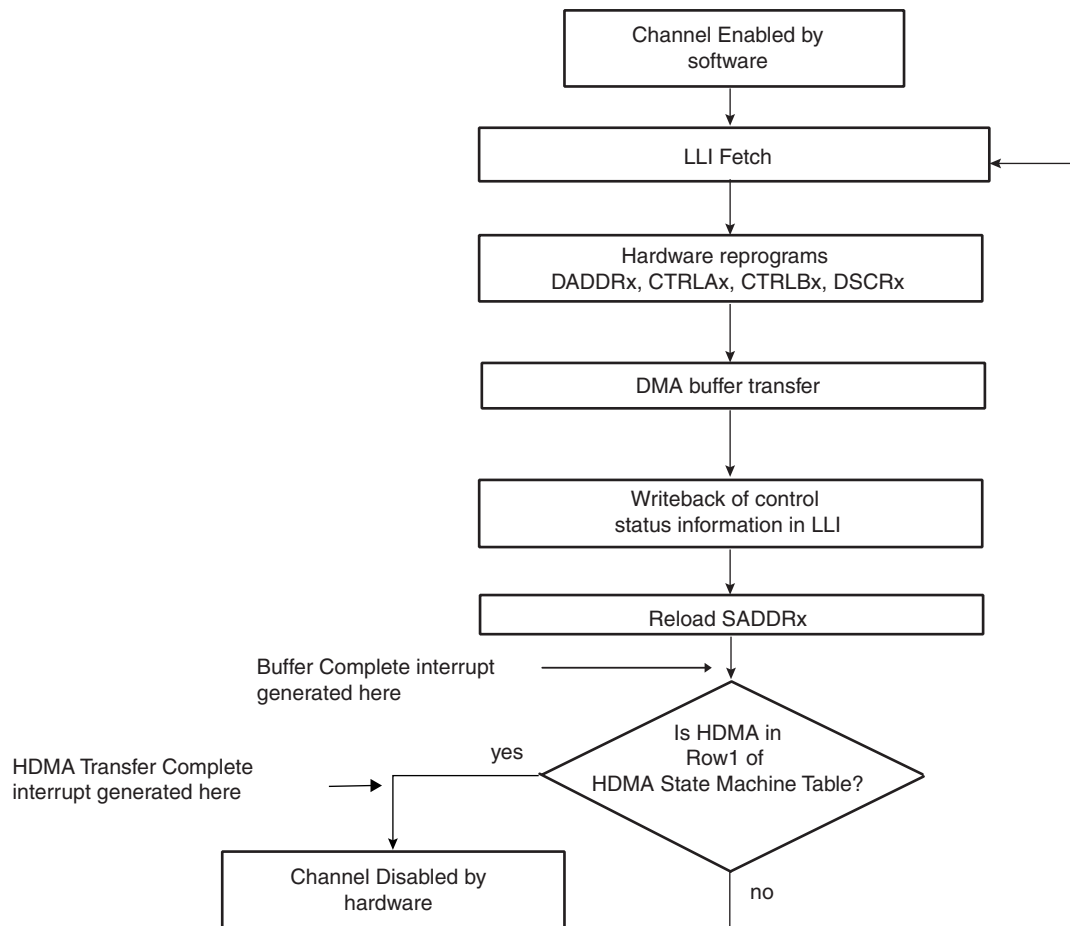 Channel Enabled by
software
LLI Fetch
Hardware reprograms
DADDRx, CTRLAx, CTRLBx, DSCRx
DMA buffer transfer
Writeback of control
status information in LLI
Reload SADDRx
Buffer Complete interrupt
generated here
Is HDMA in
Row1 of
HDMA State Machine Table?
yes
HDMA Transfer Complete
interrupt generated here
Channel Disabled by
hardware
no